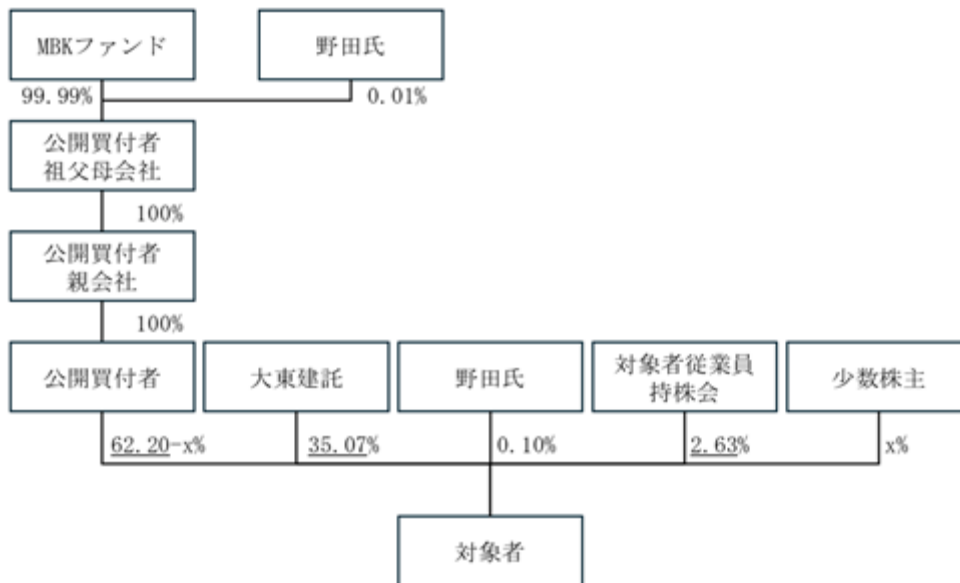 MBKファンド
野田氏
99.99%
0.01%
公開買付者
祖父母会社
100%
公開買付者
親会社
100%
公開買付者
大東建託
野田氏
対象者従業員
持株会
少数株主
62.20-x%
35.07%
0.10%
2.63%
x%
対象者